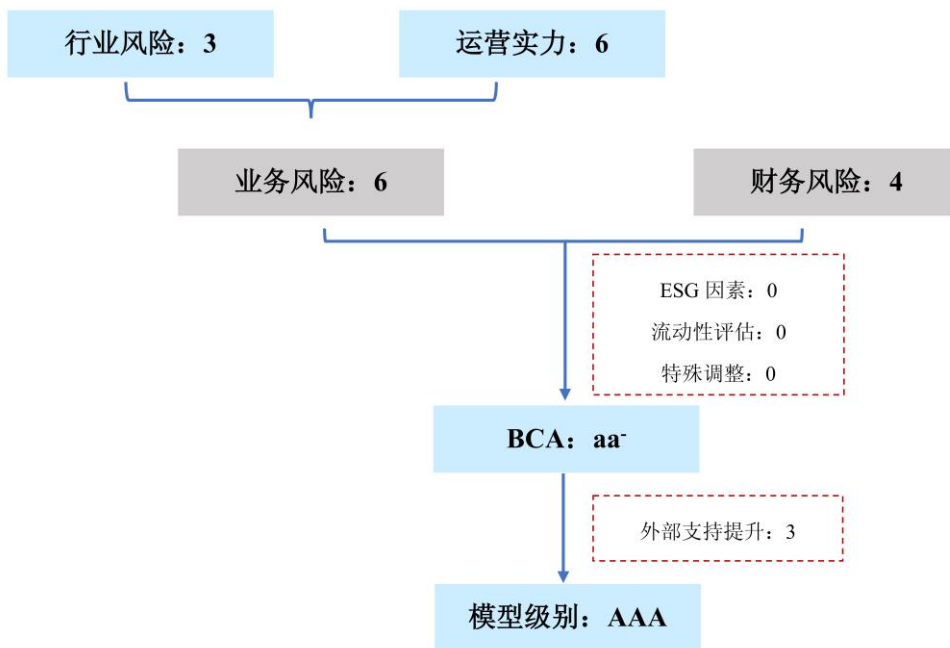 行业风险：3
运营实力：6
业务风险：6
财务风险：4
ESG 因素：0
流动性评估：0
特殊调整：0
BCA：aa-
外部支持提升：3
模型级别：AAA